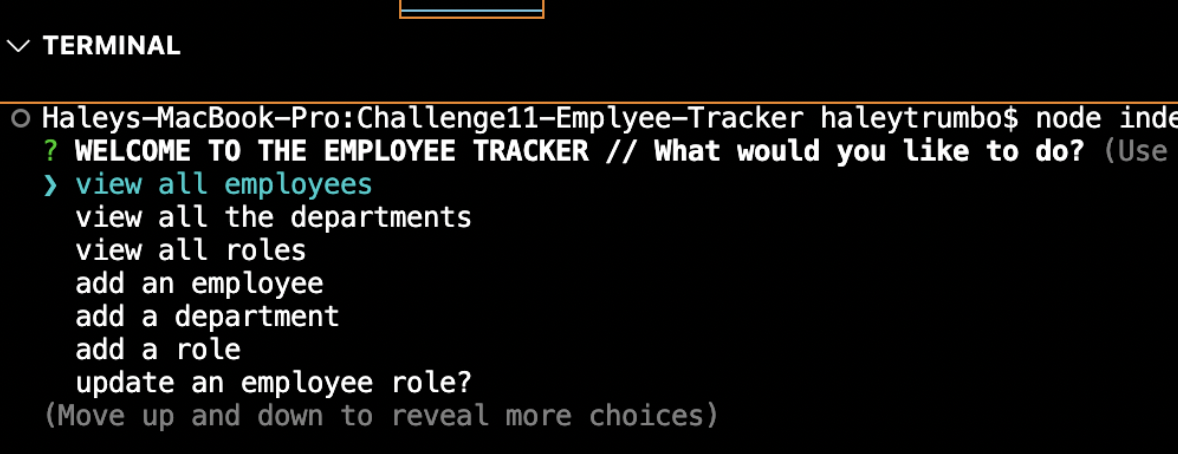 TERMINAL
Haleys-MacBook-Pro:Challenge11-Emplyee-Tracker haleytrumbo$ node inde
? WELCOME TO THE EMPLOYEE TRACKER // What would you like to do? (Use
❯ view all employees
view all the departments
view all roles
add an employee
add a department
add a role
update an employee role?
(Move up and down to reveal more choices)